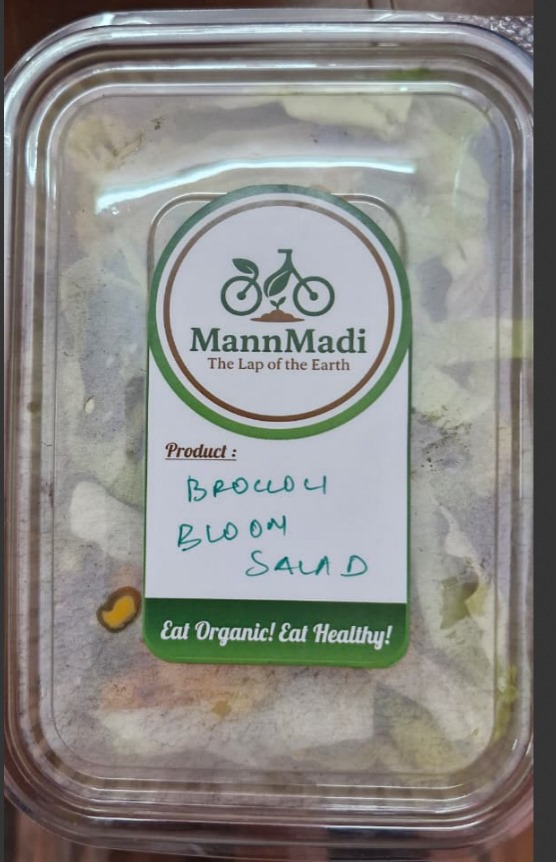 MannMadi
The Lap of the Earth
Product :
BROCCOLI
BLOOM
SALAD
Eat Organic! Eat Healthy!